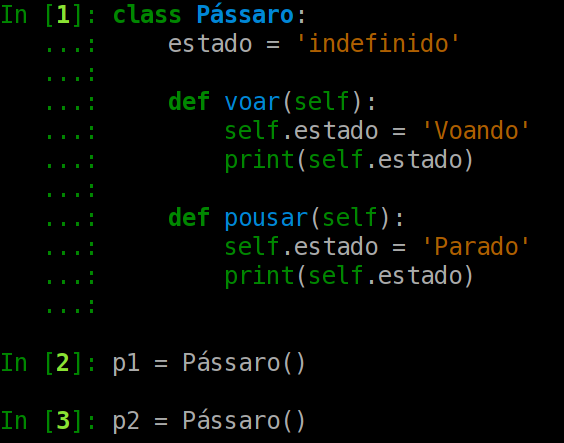 In [1]: class Pássaro:
   ...:     estado = 'indefinido'
   ...:
   ...:     def voar(self):
   ...:         self.estado = 'Voando'
   ...:         print(self.estado)
   ...:
   ...:     def pousar(self):
   ...:         self.estado = 'Parado'
   ...:         print(self.estado)
   ...:
In [2]: p1 = Pássaro()
In [3]: p2 = Pássaro()